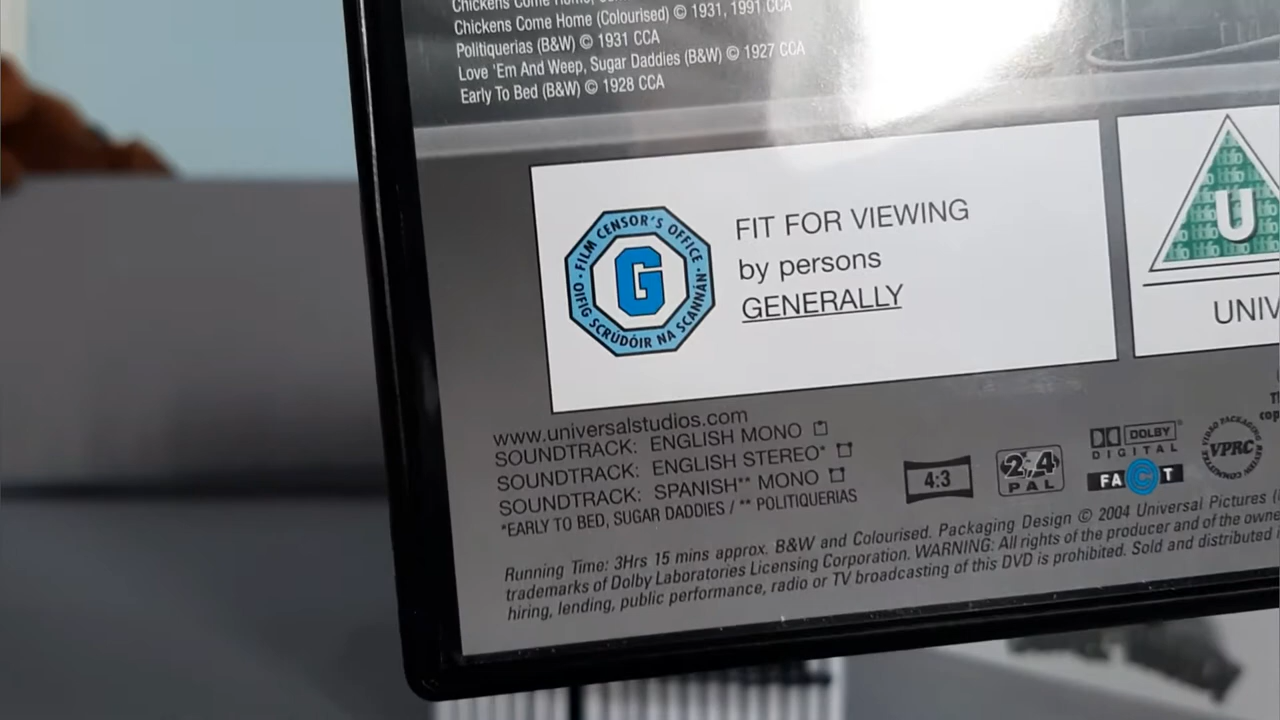 Chickens Come Home,
Chickens Come Home (Colourised) © 1931, 1991 CCA
Politiquerias (B&W) © 1931 CCA
Love 'Em And Weep, Sugar Daddies (B&W) © 1927 CCA
Early To Bed (B&W) © 1928 CCA
· FILM CENSOR'S OFFICE ·
OIFIG SCRÚDÓIR NA SCANNÁN
G
FIT FOR VIEWING
by persons
GENERALLY
U
UNIV
www.universalstudios.com
SOUNDTRACK: ENGLISH MONO
SOUNDTRACK: ENGLISH STEREO*
SOUNDTRACK: SPANISH** MONO
*EARLY TO BED, SUGAR DADDIES / ** POLITIQUERIAS
4:3
2,4
PAL
DOLBY
DIGITAL
FACT
VPRC
Running Time: 3Hrs 15 mins approx. B&W and Colourised. Packaging Design © 2004 Universal Pictures
trademarks of Dolby Laboratories Licensing Corporation. WARNING: All rights of the producer and of the owne
hiring, lending, public performance, radio or TV broadcasting of this DVD is prohibited. Sold and distributed